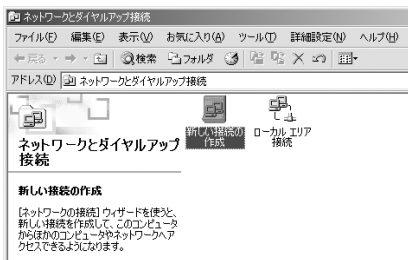 ネットワークとダイヤルアップ接続
ファイル(F) 編集(E) 表示(V) お気に入り(A) ツール(T) 詳細設定(N) ヘルプ(H)
戻る 検索 フォルダ
アドレス(D) ネットワークとダイヤルアップ接続
ネットワークとダイヤルアップ
接続
新しい接続の
作成
ローカル エリア
接続
新しい接続の作成
[ネットワークの接続] ウィザードを使うと、
新しい接続を作成して、このコンピュータ
からほかのコンピュータやネットワークへア
クセスできるようになります。